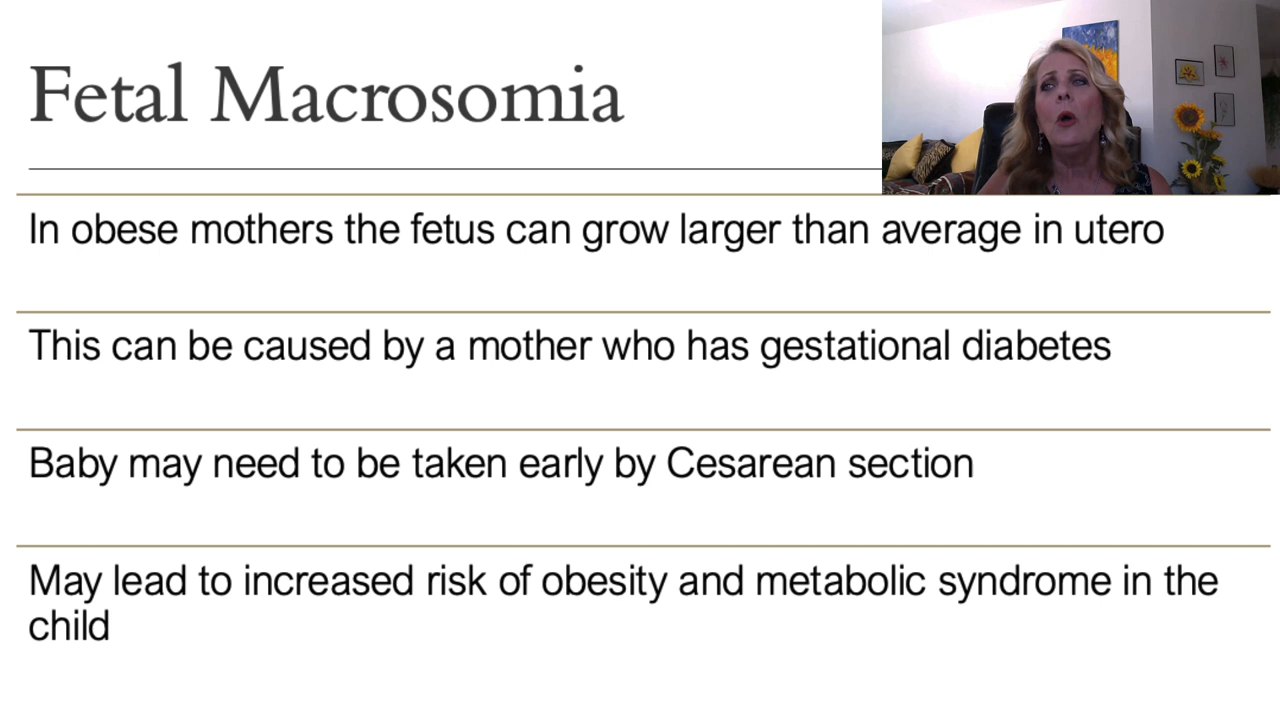 Fetal Macrosomia
In obese mothers the fetus can grow larger than average in utero
This can be caused by a mother who has gestational diabetes
Baby may need to be taken early by Cesarean section
May lead to increased risk of obesity and metabolic syndrome in the
child